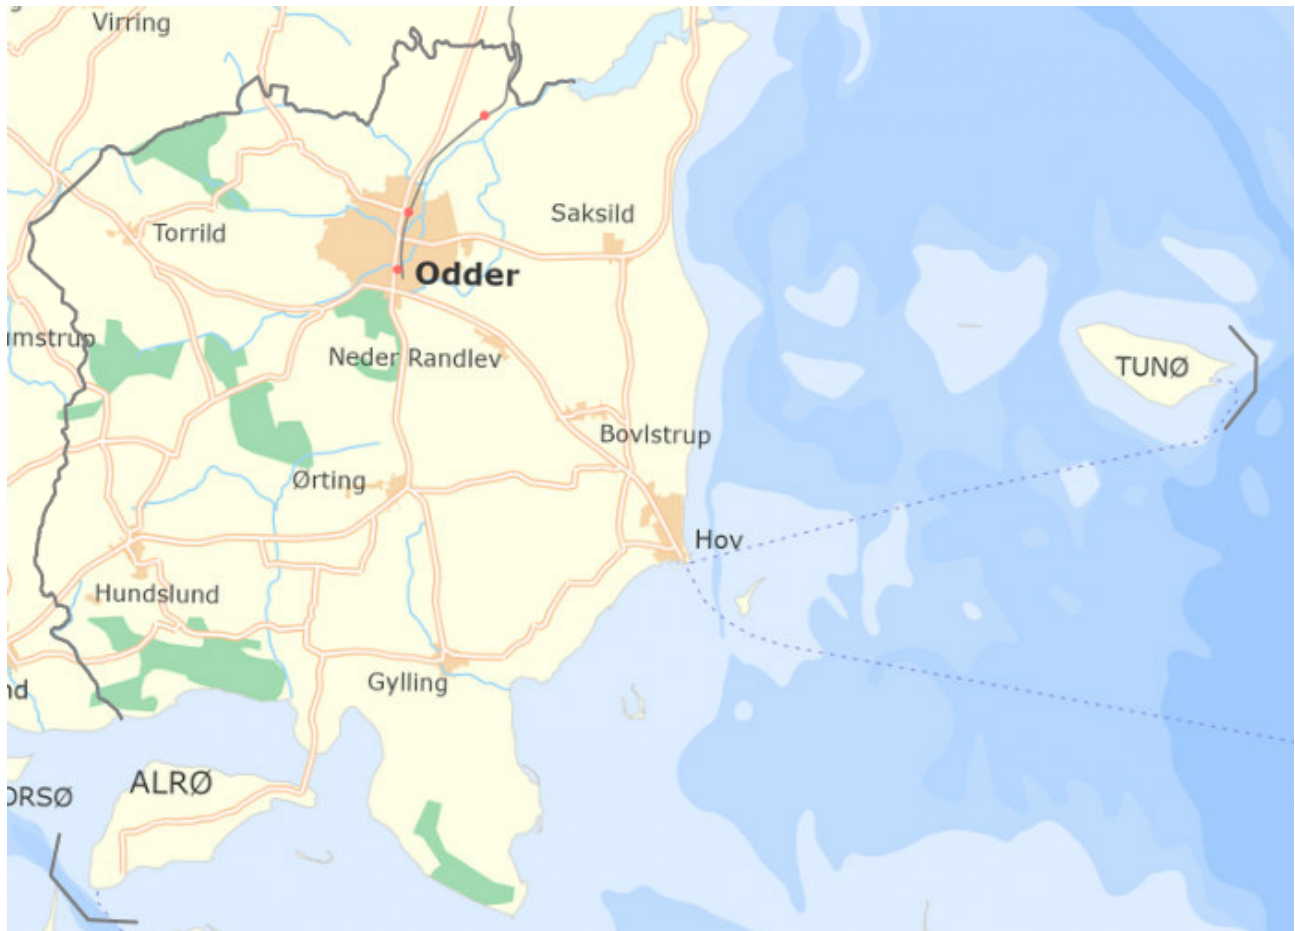 Virring
Saksild
Torrild
Odder
umstrup
Neder Randlev
TUNØ
Bovlstrup
Ørting
Hov
Hundslund
Gylling
nd
ALRØ
ORSØ